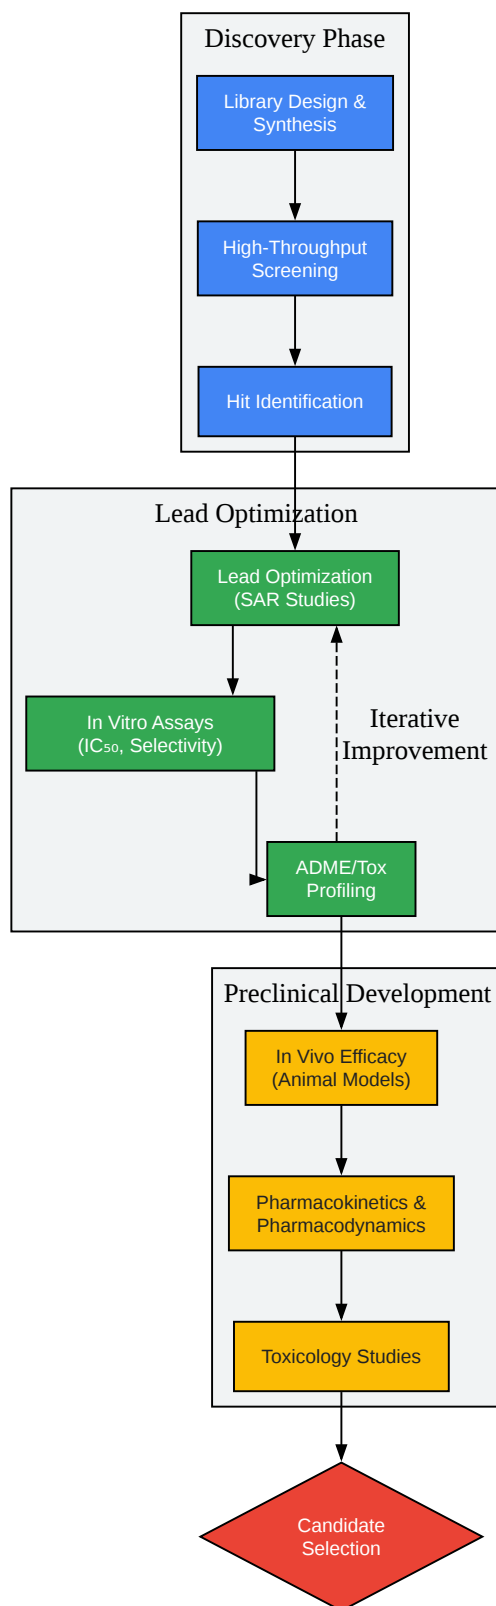 Discovery Phase
Library Design &
Synthesis
High-Throughput
Screening
Hit Identification
Lead Optimization
Lead Optimization
(SAR Studies)
In Vitro Assays
(IC₅₀, Selectivity)
Iterative
Improvement
ADME/Tox
Profiling
Preclinical Development
In Vivo Efficacy
(Animal Models)
Pharmacokinetics &
Pharmacodynamics
Toxicology Studies
Candidate
Selection